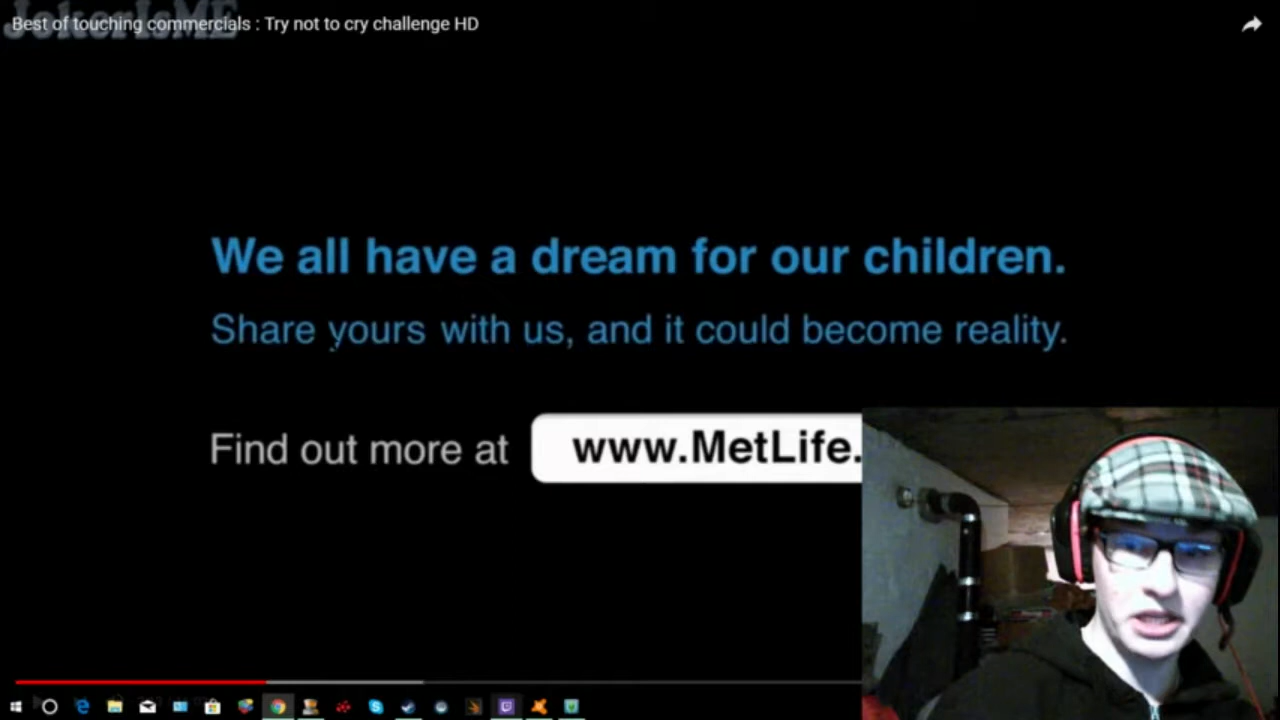 JokerIsME
Best of touching commercials : Try not to cry challenge HD
We all have a dream for our children.
Share yours with us, and it could become reality.
Find out more at www.MetLife.